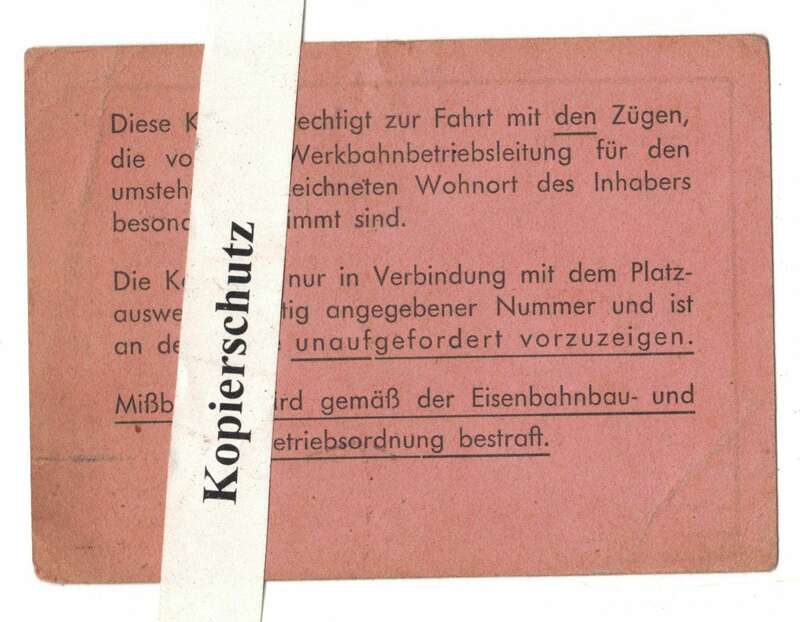 Diese K echtigt zur Fahrt mit den Zügen,
die vo Werkbahnbetriebsleitung für den
umsteh eichneten Wohnort des Inhabers
besond immt sind.
Die Ka nur in Verbindung mit dem Platz-
auswe tig angegebener Nummer und ist
an de unaufgefordert vorzuzeigen.
Mißb ird gemäß der Eisenbahnbau- und
etriebsordnung bestraft.
Kopierschutz